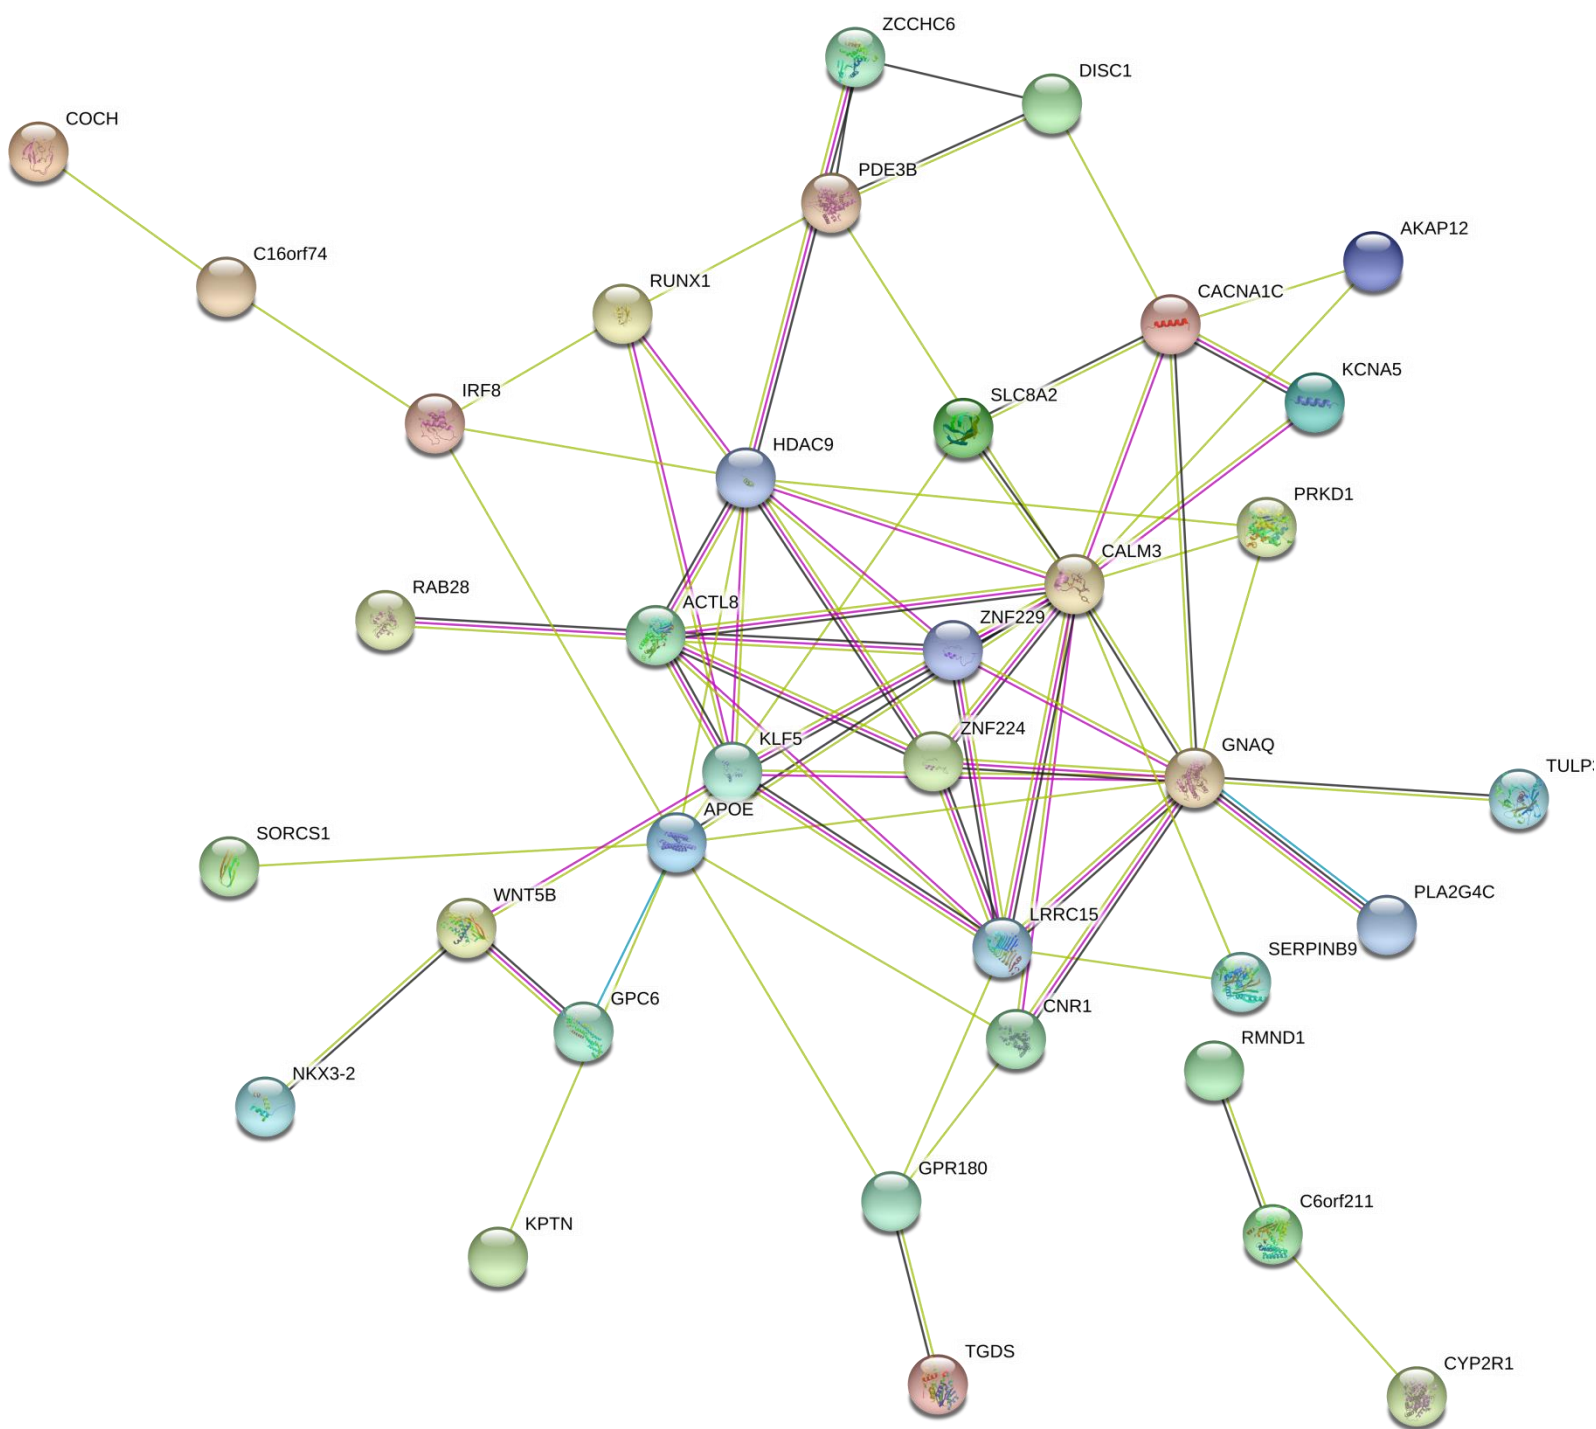 ZCCHC6
DISC1
COCH
PDE3B
AKAP12
C16orf74
RUNX1
CACNA1C
KCNA5
IRF8
SLC8A2
HDAC9
PRKD1
CALM3
RAB28
ACTL8
ZNF229
ZNF224
KLF5
GNAQ
TULP3
APOE
SORCS1
WNT5B
PLA2G4C
LRRC15
SERPINB9
GPC6
CNR1
RMND1
NKX3-2
GPR180
C6orf211
KPTN
TGDS
CYP2R1